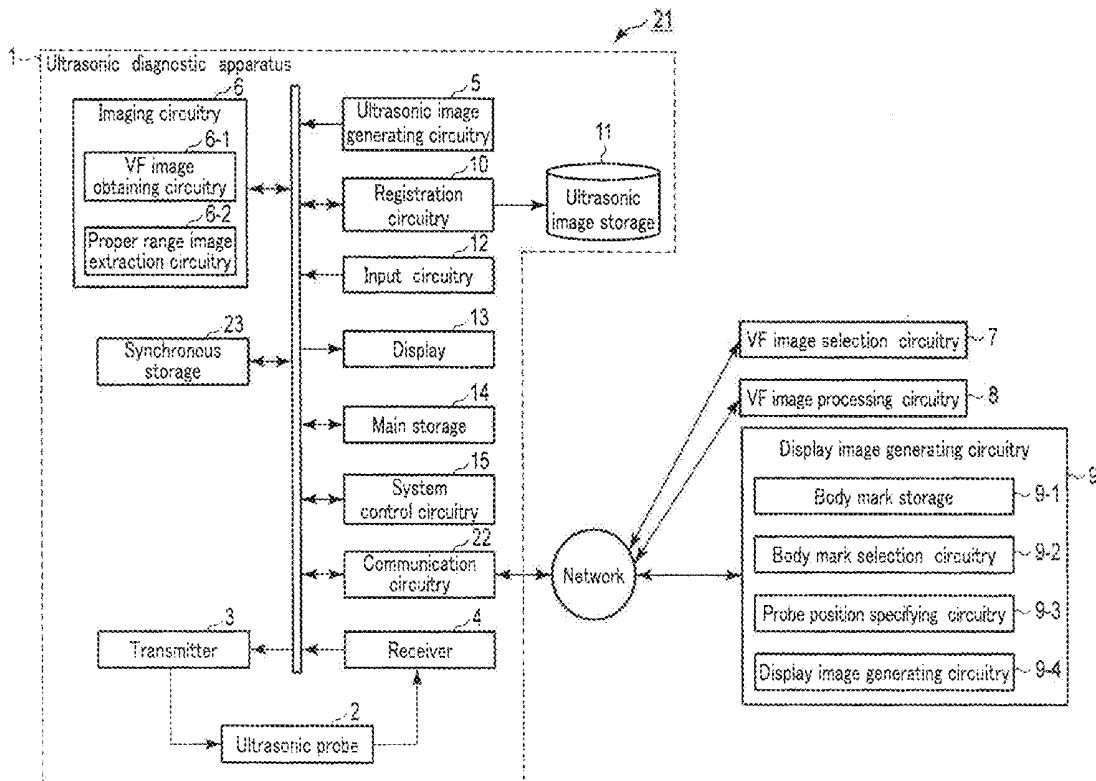 21
1
Ultrasonic diagnostic apparatus
6
Imaging circuitry
6-1
VF image
obtaining circuitry
6-2
Proper range image
extraction circuitry
23
Synchronous
storage
5
Ultrasonic image
generating circuitry
10
Registration
circuitry
11
Ultrasonic
image storage
12
Input circuitry
13
Display
14
Main storage
15
System
control circuitry
22
Communication
circuitry
3
Transmitter
4
Receiver
2
Ultrasonic probe
Network
VF image selection circuitry
7
VF image processing circuitry
8
Display image generating circuitry
9
Body mark storage
9-1
Body mark selection circuitry
9-2
Probe position specifying circuitry
9-3
Display image generating circuitry
9-4